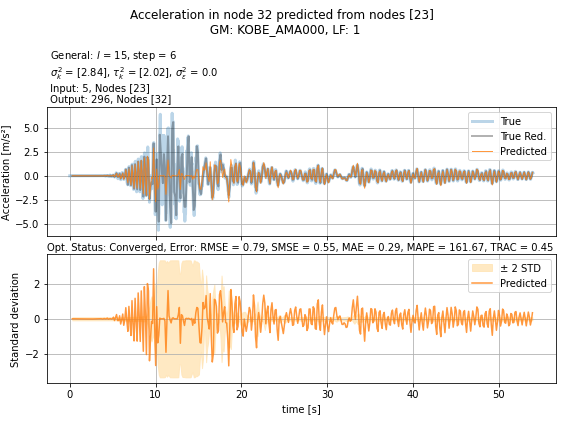 Acceleration in node 32 predicted from nodes [23]
GM: KOBE_AMA000, LF: 1
General: l = 15, step = 6
σ²ₖ = [2.84], τ²ₖ = [2.02], σ²ε = 0.0
Input: 5, Nodes [23]
Output: 296, Nodes [32]
Acceleration [m/s²]
5.0
2.5
0.0
−2.5
−5.0
True
True Red.
Predicted
Opt. Status: Converged, Error: RMSE = 0.79, SMSE = 0.55, MAE = 0.29, MAPE = 161.67, TRAC = 0.45
Standard deviation
2
0
−2
± 2 STD
Predicted
0 10 20 30 40 50
time [s]